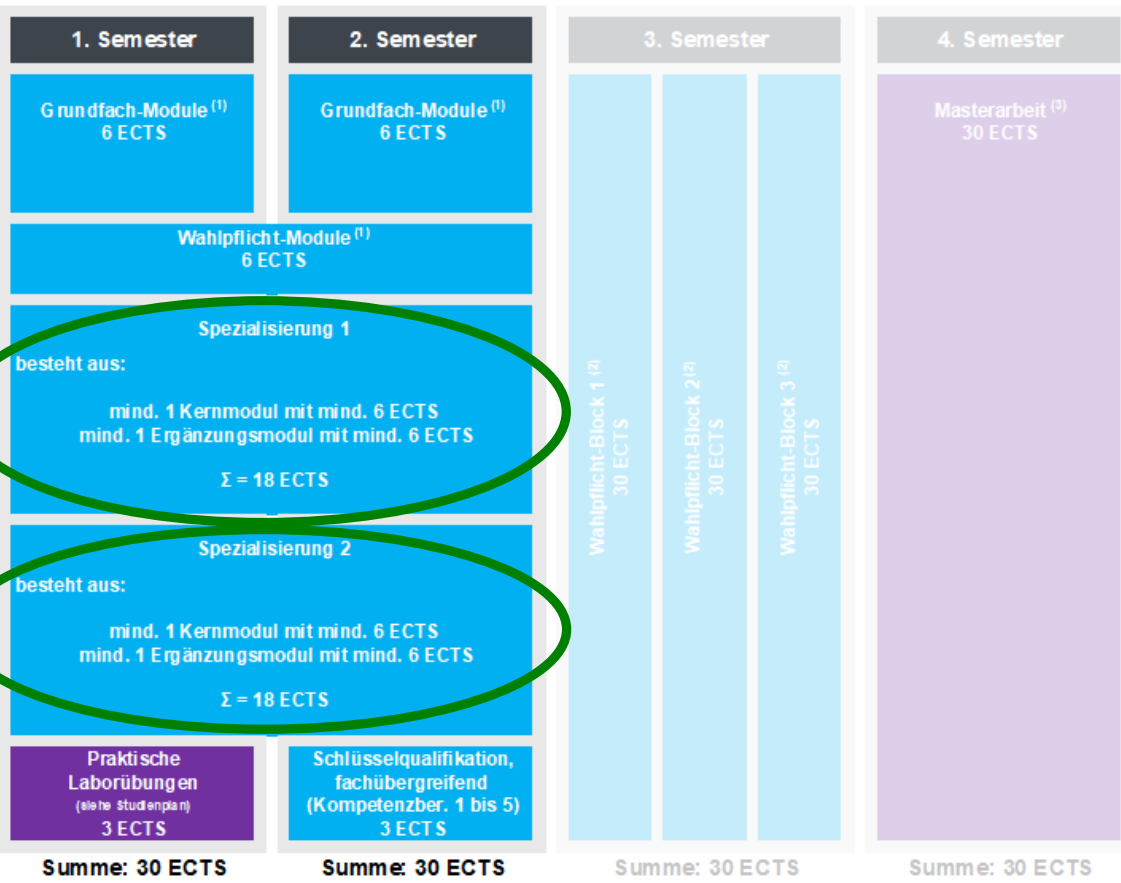 1. Semester
2. Semester
3. Semester
4. Semester
Grundfach-Module (1)
6 ECTS
Grundfach-Module (1)
6 ECTS
Masterarbeit (3)
30 ECTS
Wahlpflicht-Module (1)
6 ECTS
Spezialisierung 1
besteht aus:
mind. 1 Kernmodul mit mind. 6 ECTS
mind. 1 Ergänzungsmodul mit mind. 6 ECTS
Σ = 18 ECTS
Wahlpflicht-Block 1 (2)
30 ECTS
Wahlpflicht-Block 2 (2)
30 ECTS
Wahlpflicht-Block 3 (2)
30 ECTS
Spezialisierung 2
besteht aus:
mind. 1 Kernmodul mit mind. 6 ECTS
mind. 1 Ergänzungsmodul mit mind. 6 ECTS
Σ = 18 ECTS
Praktische
Laborübungen
(siehe Studienplan)
3 ECTS
Schlüsselqualifikation,
fachübergreifend
(Kompetenzber. 1 bis 5)
3 ECTS
Summe: 30 ECTS
Summe: 30 ECTS
Summe: 30 ECTS
Summe: 30 ECTS